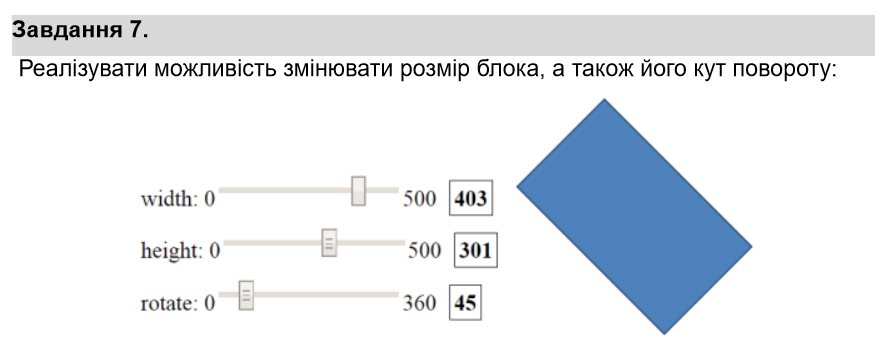 Завдання 7.
Реалізувати можливість змінювати розмір блока, а також його кут повороту:
width: 0 500 403
height: 0 500 301
rotate: 0 360 45